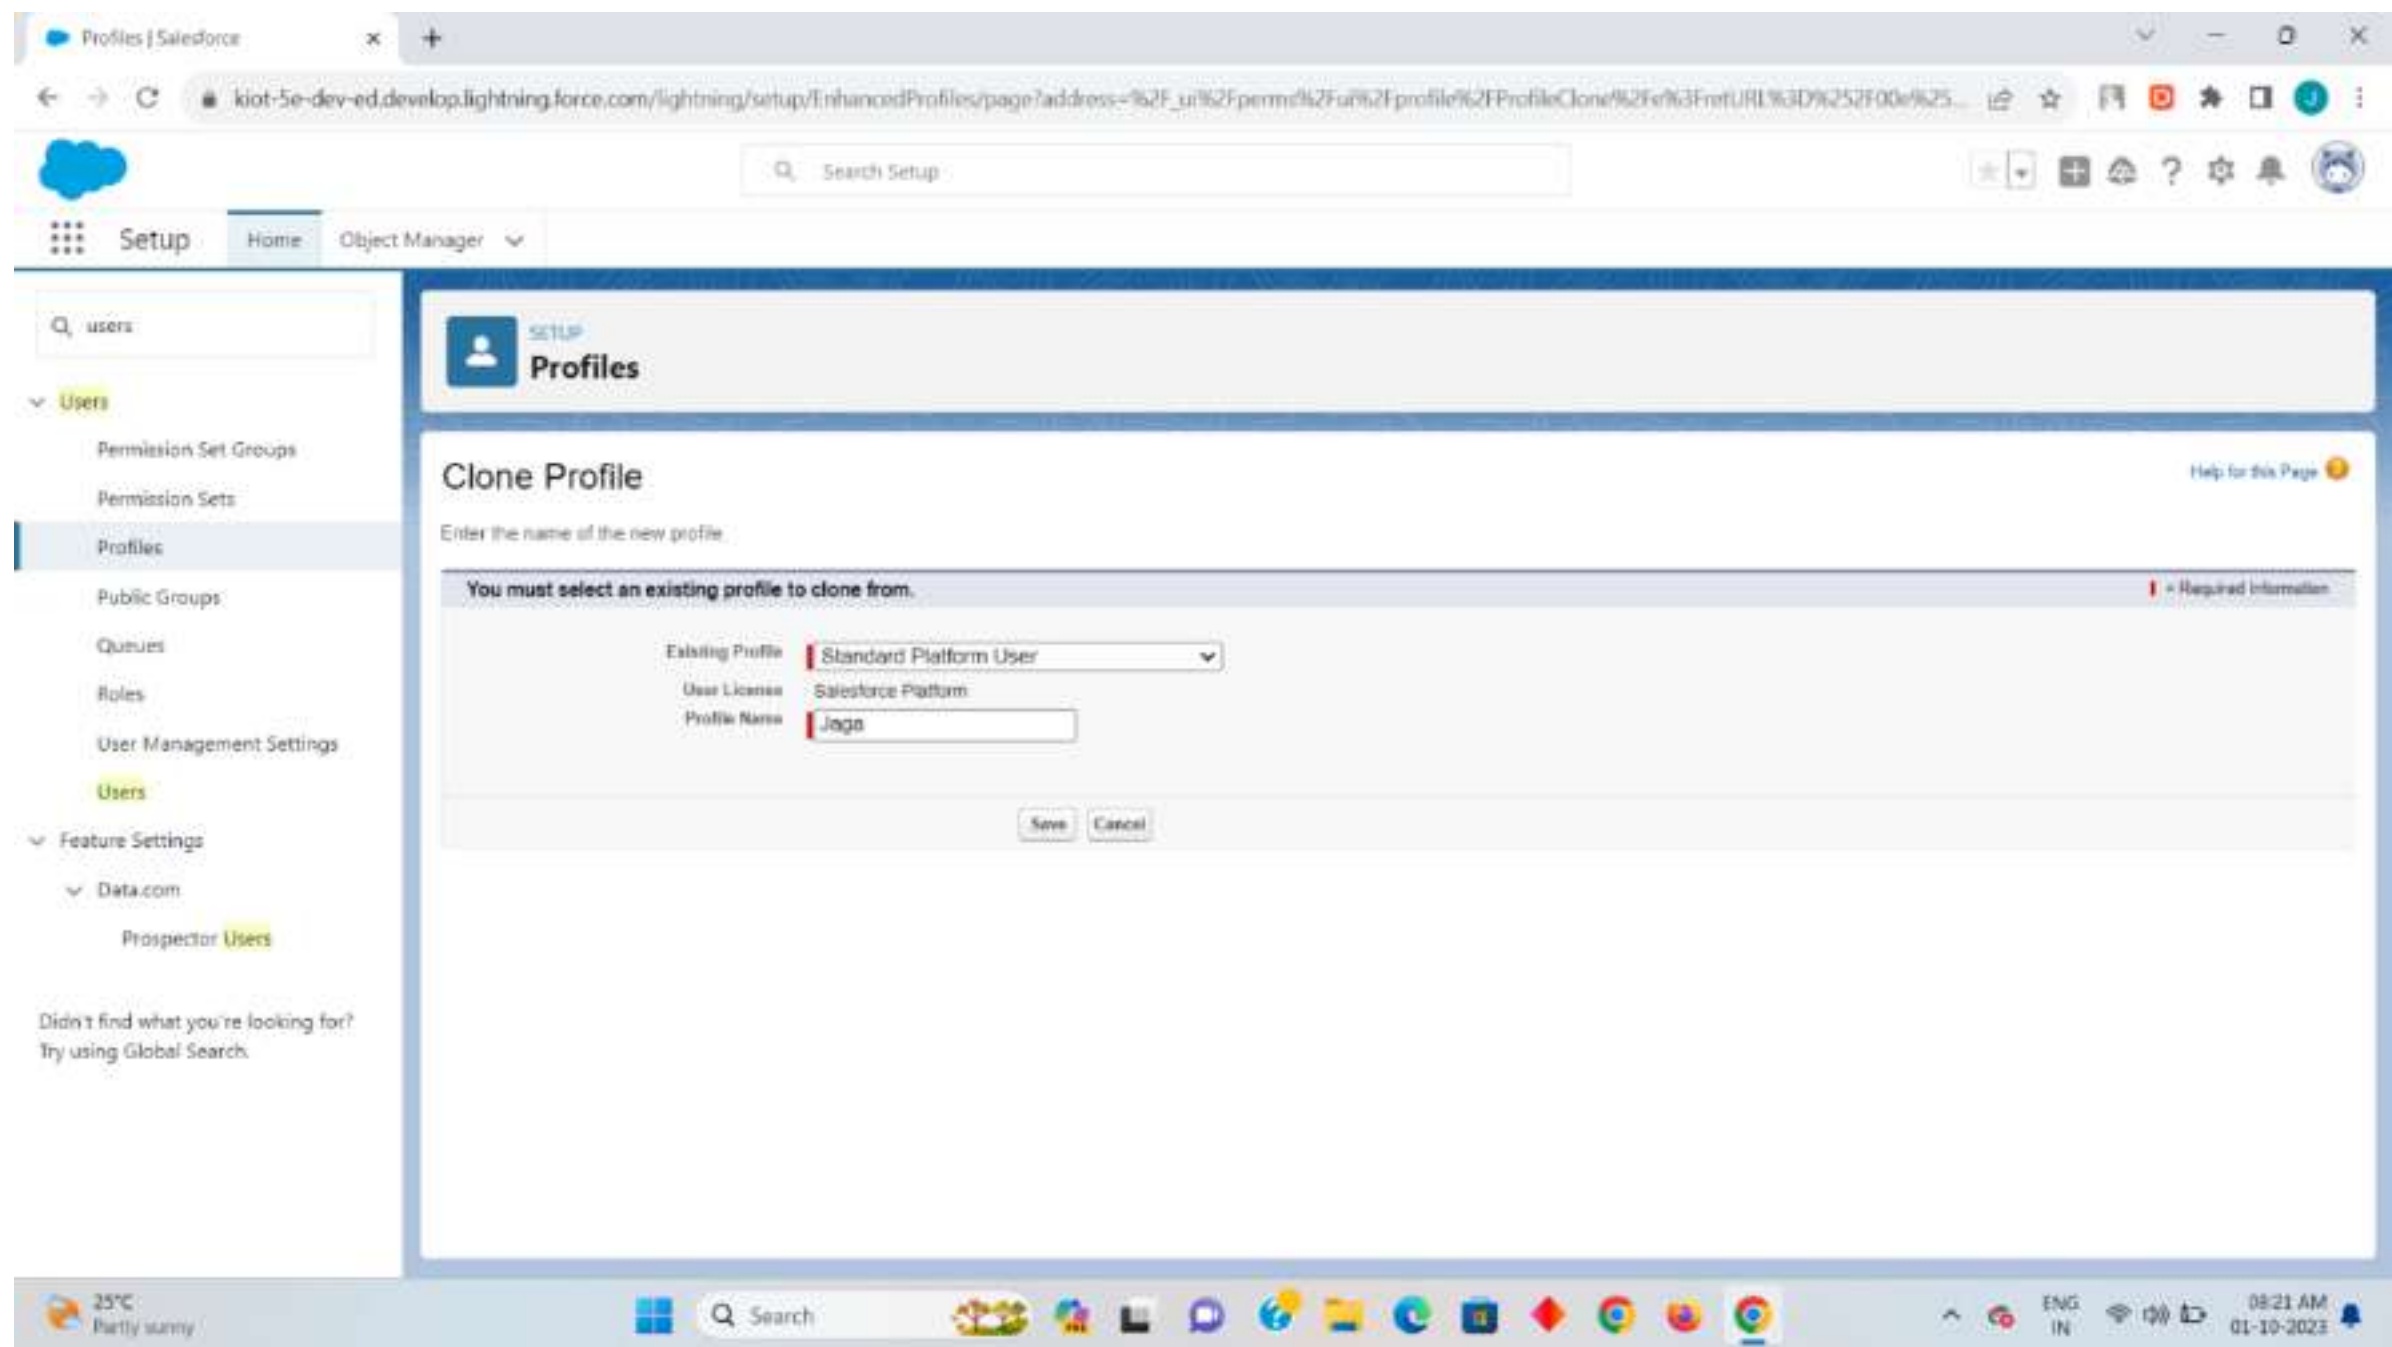 Profiles | Salesforce
Search Setup
Setup
Home
Object Manager
users
Users
Permission Set Groups
Permission Sets
Profiles
Public Groups
Queues
Roles
User Management Settings
Users
Feature Settings
Data.com
Prospector Users
Didn't find what you're looking for?
Try using Global Search.
SETUP
Profiles
Clone Profile
Help for this Page
Enter the name of the new profile
You must select an existing profile to clone from.
= Required Information
Existing Profile Standard Platform User
User License Salesforce Platform
Profile Name Jaga
Save Cancel
25°C
Partly sunny
Search
ENG
IN
08:21 AM
01-10-2023